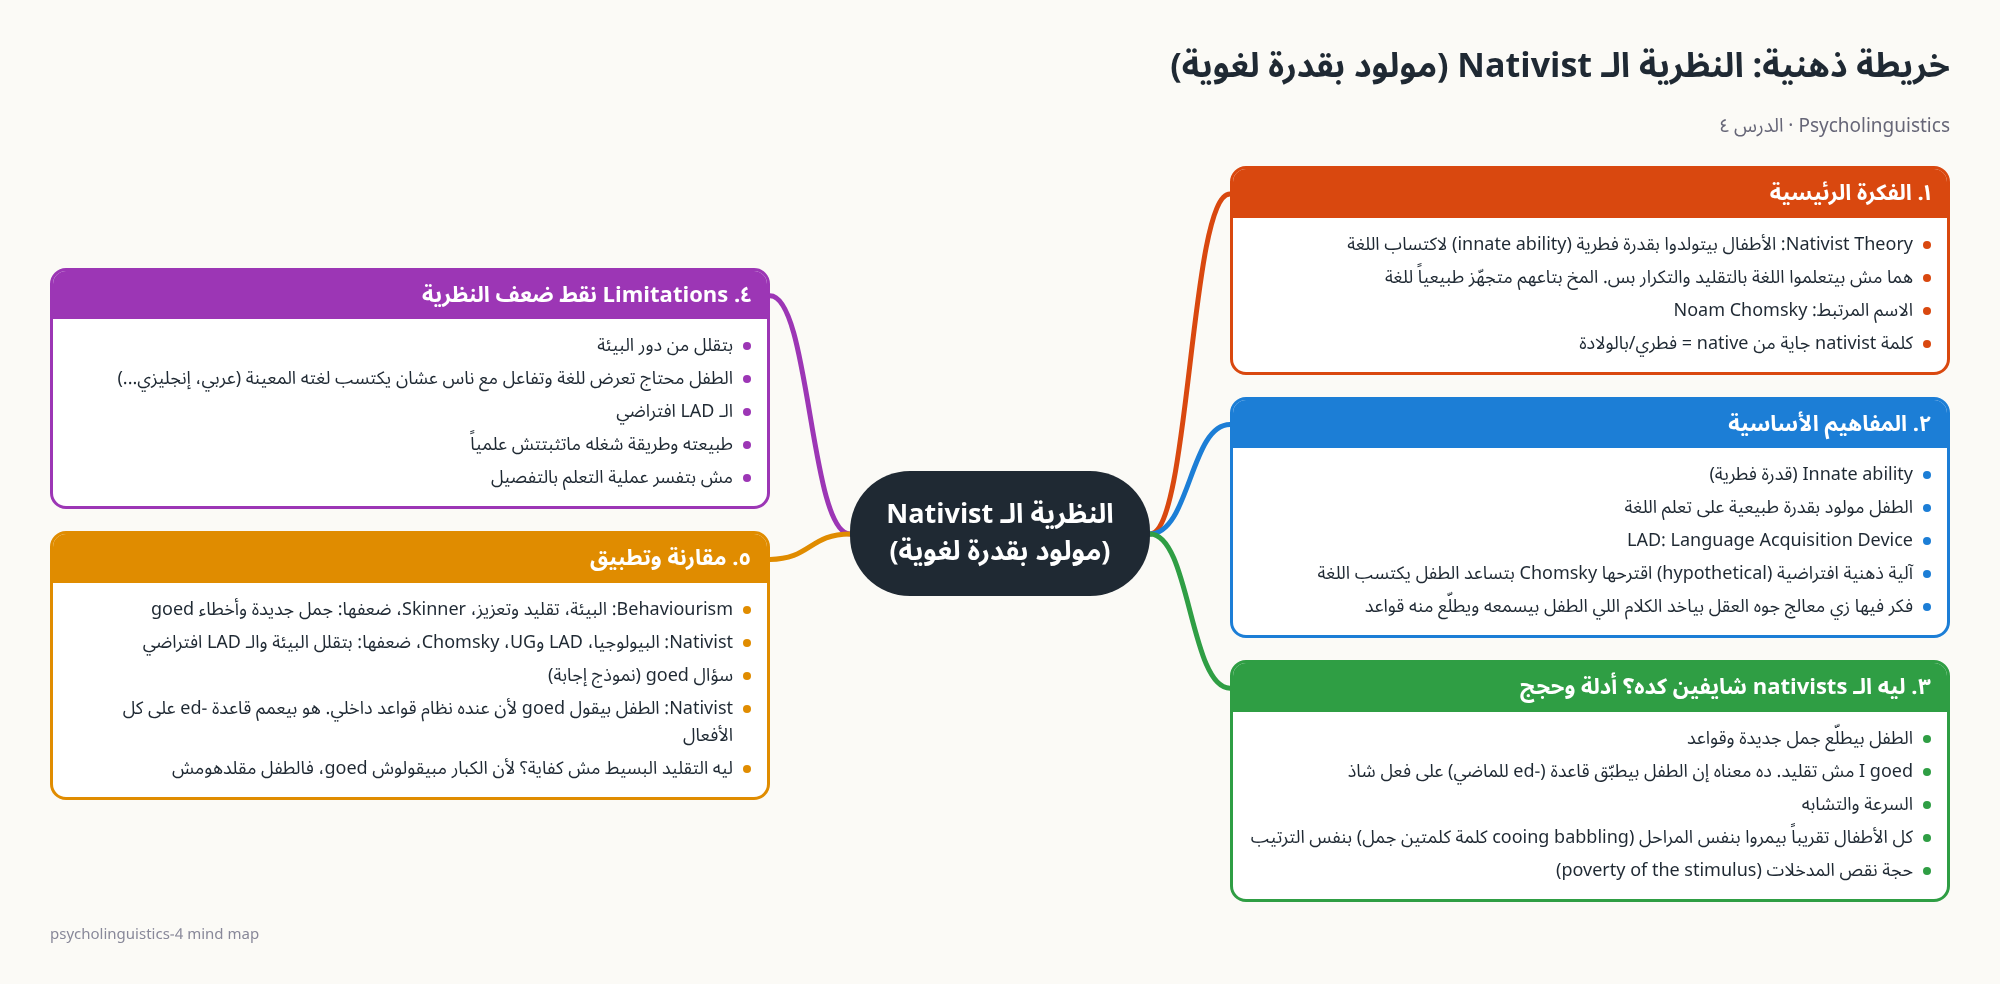 خريطة ذهنية: النظرية الـ Nativist (مولود بقدرة لغوية)
Psycholinguistics · الدرس ٤
١. الفكرة الرئيسية
Nativist Theory: الأطفال بيتولدوا بقدرة فطرية (innate ability) لاكتساب اللغة
هما مش بيتعلموا اللغة بالتقليد والتكرار بس. المخ بتاعهم متجهّز طبيعياً للغة
الاسم المرتبط: Noam Chomsky
كلمة nativist جاية من native = فطري/بالولادة
٢. المفاهيم الأساسية
Innate ability (قدرة فطرية)
الطفل مولود بقدرة طبيعية على تعلم اللغة
LAD: Language Acquisition Device
آلية ذهنية افتراضية (hypothetical) اقترحها Chomsky بتساعد الطفل يكتسب اللغة
فكر فيها زي معالج جوه العقل بياخد الكلام اللي الطفل بيسمعه ويطلّع منه قواعد
٣. ليه الـ nativists شايفين كده؟ أدلة وحجج
الطفل بيطلّع جمل جديدة وقواعد
I goed مش تقليد. ده معناه إن الطفل بيطبّق قاعدة (-ed للماضي) على فعل شاذ
السرعة والتشابه
كل الأطفال تقريباً بيمروا بنفس المراحل (cooing babbling كلمة كلمتين جمل) بنفس الترتيب
حجة نقص المدخلات (poverty of the stimulus)
النظرية الـ Nativist
(مولود بقدرة لغوية)
٤. Limitations نقط ضعف النظرية
بتقلل من دور البيئة
الطفل محتاج تعرض للغة وتفاعل مع ناس عشان يكتسب لغته المعينة (عربي، إنجليزي...)
الـ LAD افتراضي
طبيعته وطريقة شغله ماتثبتتش علمياً
مش بتفسر عملية التعلم بالتفصيل
٥. مقارنة وتطبيق
Behaviourism: البيئة، تقليد وتعزيز، Skinner، ضعفها: جمل جديدة وأخطاء goed
Nativist: البيولوجيا، LAD وUG، Chomsky، ضعفها: بتقلل البيئة والـ LAD افتراضي
سؤال goed (نموذج إجابة)
Nativist: الطفل بيقول goed لأن عنده نظام قواعد داخلي. هو بيعمم قاعدة -ed على كل
الأفعال
ليه التقليد البسيط مش كفاية؟ لأن الكبار مبيقولوش goed، فالطفل مقلدهومش
psycholinguistics-4 mind map